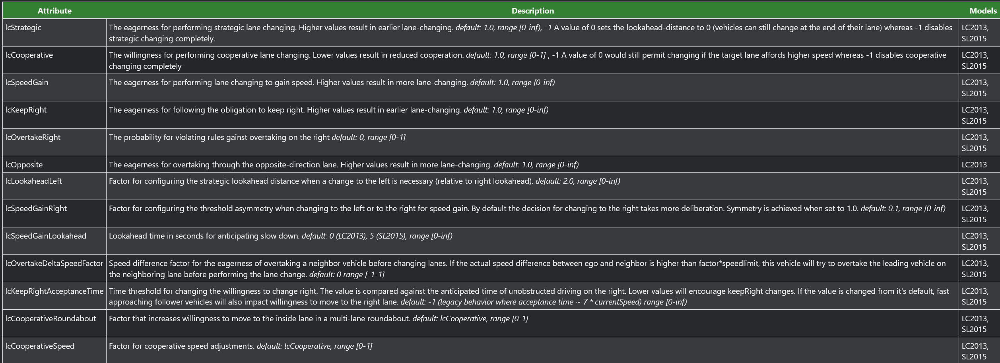 Attribute Description Models
lcStrategic The eagerness for performing strategic lane changing. Higher values result in earlier lane-changing. default: 1.0, range [0-inf), -1 A value of 0 sets the lookahead-distance to 0 (vehicles can still change at the end of their lane) whereas -1 disables LC2013,
strategic changing completely. SL2015
lcCooperative The willingness for performing cooperative lane changing. Lower values result in reduced cooperation. default: 1.0, range [0-1] , -1 A value of 0 would still permit changing if the target lane affords higher speed whereas -1 disables cooperative LC2013,
changing completely SL2015
lcSpeedGain The eagerness for performing lane changing to gain speed. Higher values result in more lane-changing. default: 1.0, range [0-inf) LC2013,
SL2015
lcKeepRight The eagerness for following the obligation to keep right. Higher values result in earlier lane-changing. default: 1.0, range [0-inf) LC2013,
SL2015
lcOvertakeRight The probability for violating rules gainst overtaking on the right default: 0, range [0-1] LC2013,
SL2015
lcOpposite The eagerness for overtaking through the opposite-direction lane. Higher values result in more lane-changing. default: 1.0, range [0-inf) LC2013
lcLookaheadLeft Factor for configuring the strategic lookahead distance when a change to the left is necessary (relative to right lookahead). default: 2.0, range [0-inf) LC2013,
SL2015
lcSpeedGainRight Factor for configuring the threshold asymmetry when changing to the left or to the right for speed gain. By default the decision for changing to the right takes more deliberation. Symmetry is achieved when set to 1.0. default: 0.1, range [0-inf) LC2013,
SL2015
lcSpeedGainLookahead Lookahead time in seconds for anticipating slow down. default: 0 (LC2013), 5 (SL2015), range [0-inf) LC2013,
SL2015
lcOvertakeDeltaSpeedFactor Speed difference factor for the eagerness of overtaking a neighbor vehicle before changing lanes. If the actual speed difference between ego and neighbor is higher than factor*speedlimit, this vehicle will try to overtake the leading vehicle on LC2013,
the neighboring lane before performing the lane change. default: 0 range [-1-1] SL2015
lcKeepRightAcceptanceTime Time threshold for changing the willingness to change right. The value is compared against the anticipated time of unobstructed driving on the right. Lower values will encourage keepRight changes. If the value is changed from it's default, fast LC2013,
approaching follower vehicles will also impact willingness to move to the right lane. default: -1 (legacy behavior where acceptance time ~ 7 * currentSpeed) range [0-inf) SL2015
lcCooperativeRoundabout Factor that increases willingness to move to the inside lane in a multi-lane roundabout. default: lcCooperative, range [0-1] LC2013,
SL2015
lcCooperativeSpeed Factor for cooperative speed adjustments. default: lcCooperative, range [0-1] LC2013,
SL2015